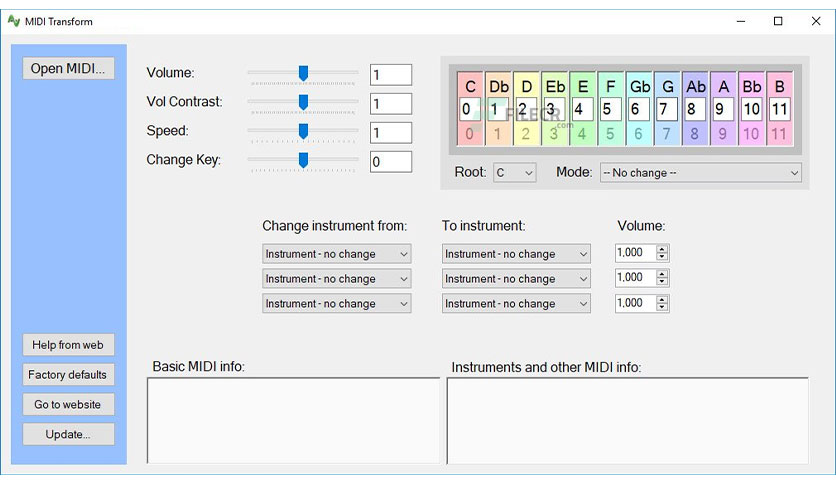 MIDI Transform
Open MIDI...
Volume: 1
Vol Contrast: 1
Speed: 1
Change Key: 0
C Db D Eb E F Gb G Ab A Bb B
0 1 2 3 4 5 6 7 8 9 10 11
FILECR
.com
0 1 2 3 4 5 6 7 8 9 10 11
Root: C Mode: -- No change --
Change instrument from: To instrument: Volume:
Instrument - no change Instrument - no change 1,000
Instrument - no change Instrument - no change 1,000
Instrument - no change Instrument - no change 1,000
Help from web
Factory defaults
Go to website
Update...
Basic MIDI info: Instruments and other MIDI info: